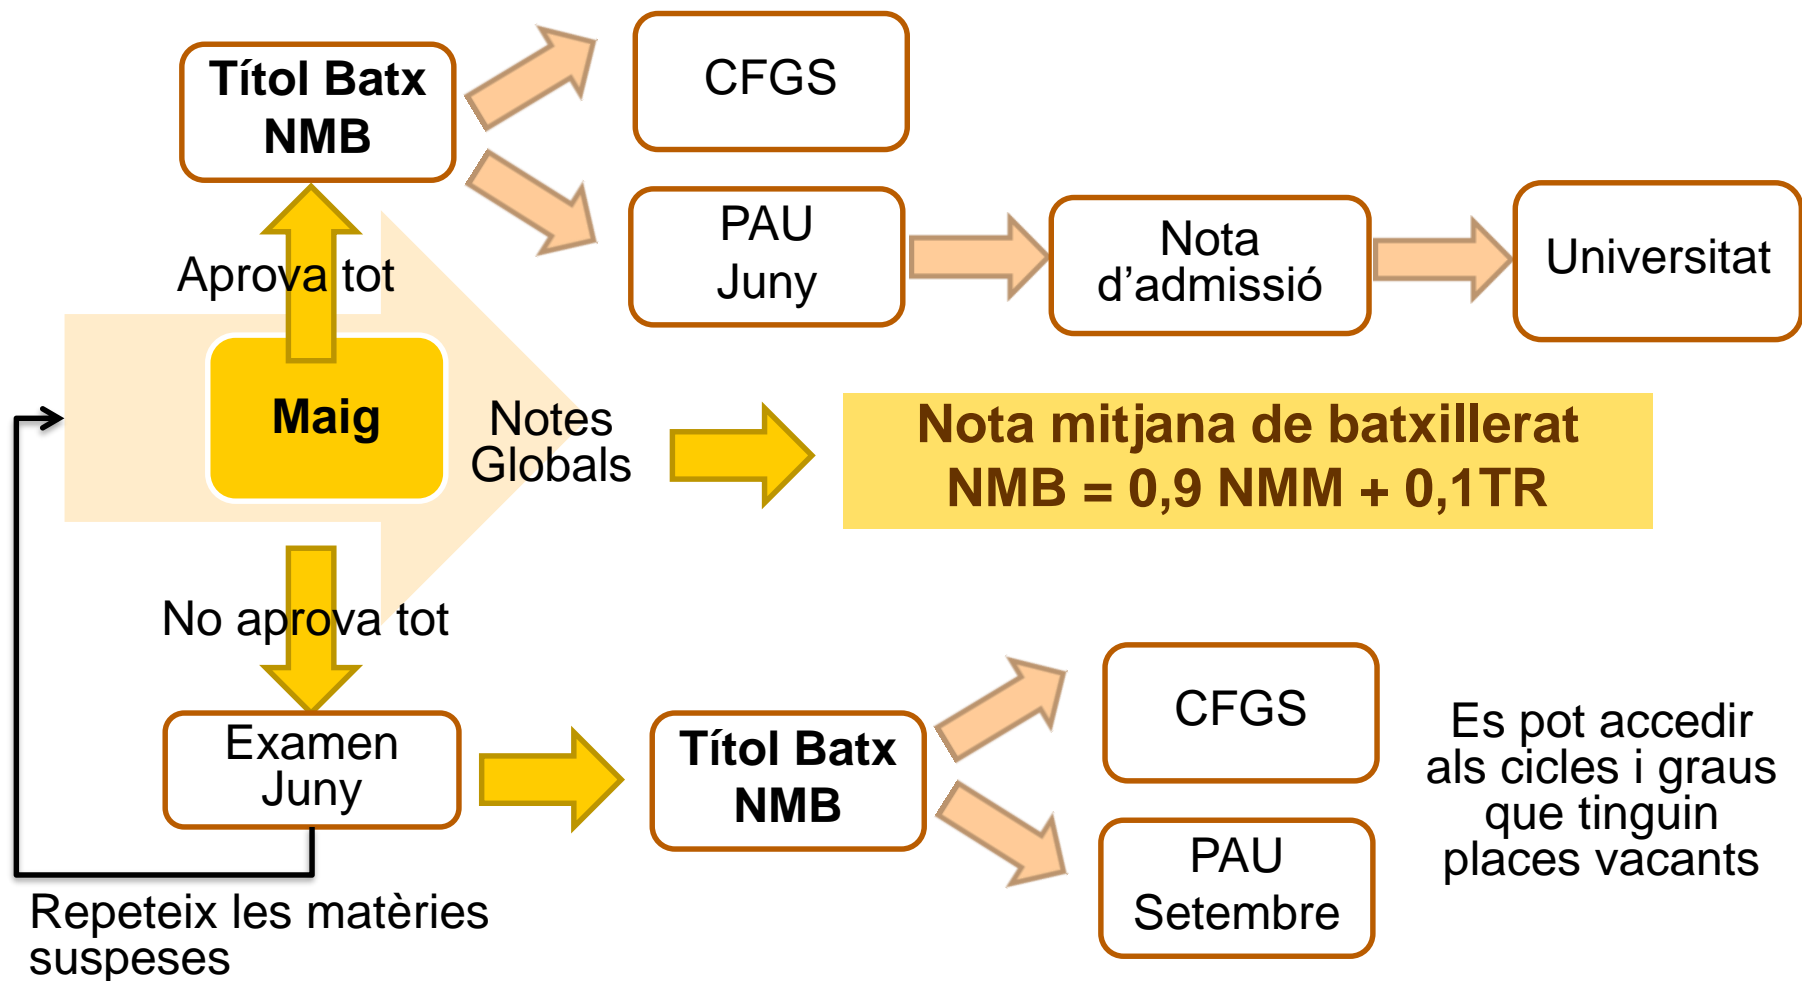 Títol Batx
NMB
CFGS
PAU
Juny
Nota
d’admissió
Universitat
Aprova tot
Maig
Notes
Globals
Nota mitjana de batxillerat
NMB = 0,9 NMM + 0,1TR
No aprova tot
Examen
Juny
Títol Batx
NMB
CFGS
PAU
Setembre
Es pot accedir
als cicles i graus
que tinguin
places vacants
Repeteix les matèries
suspeses